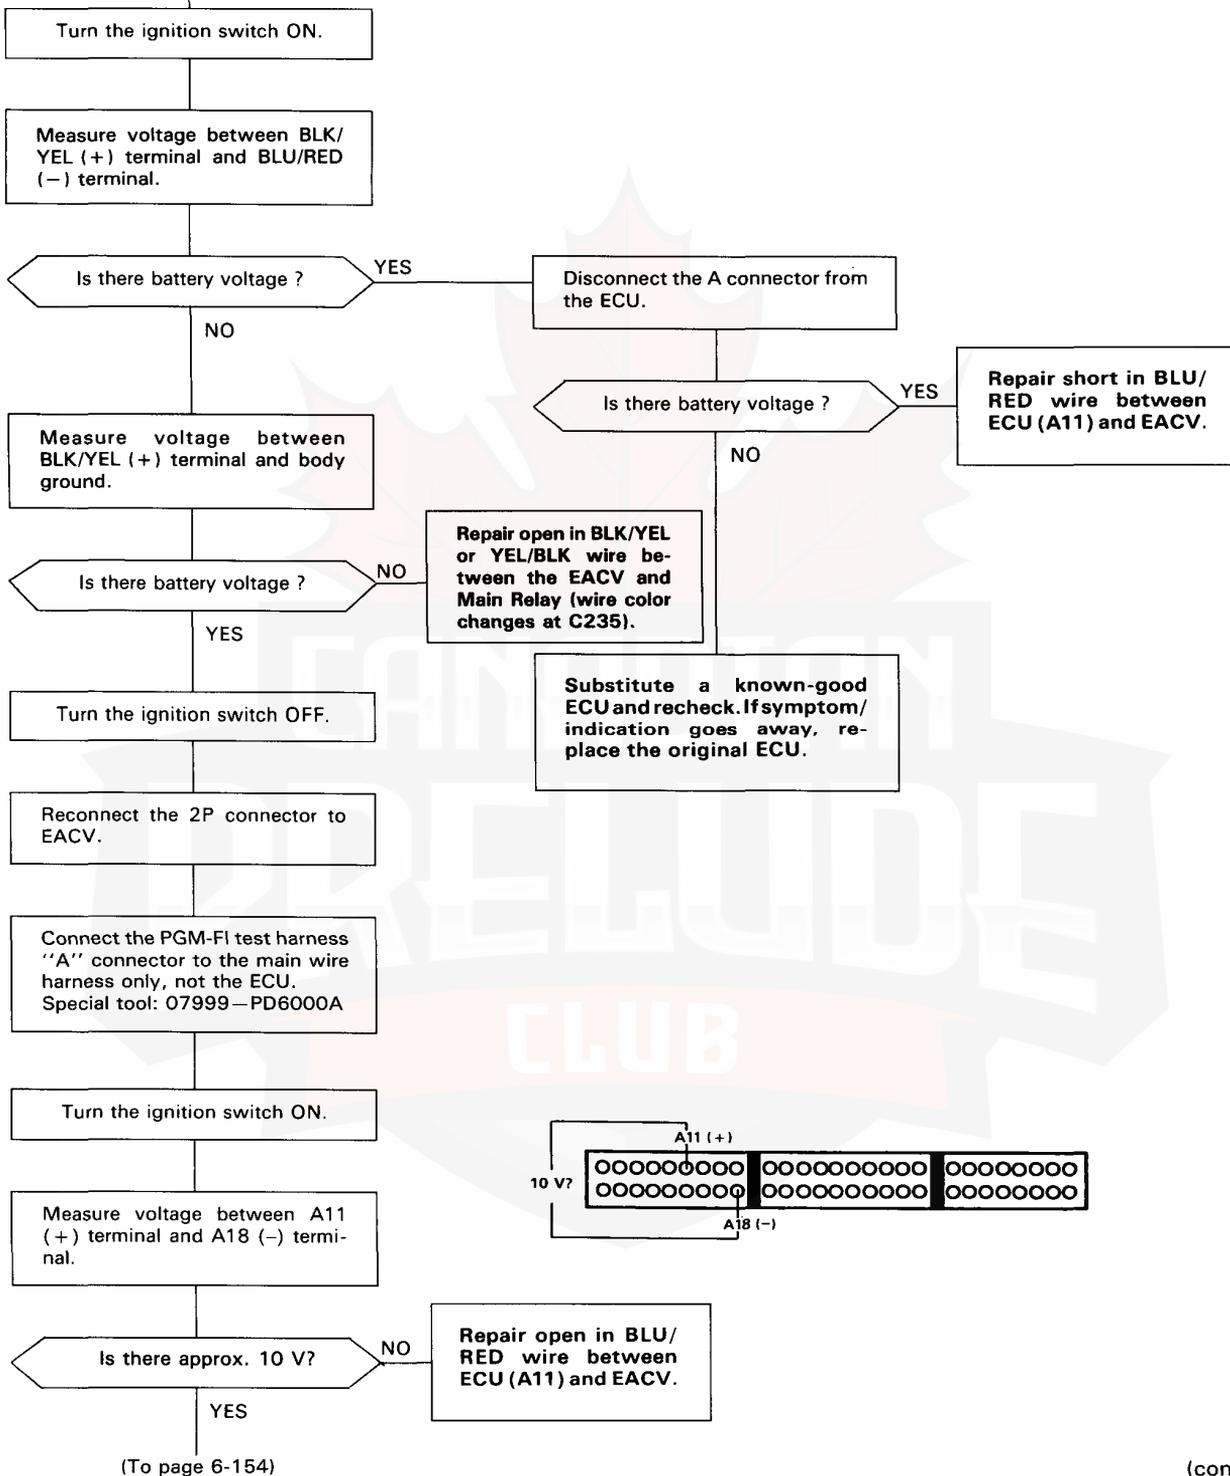 Turn the ignition switch ON.
Measure voltage between BLK/
YEL (+) terminal and BLU/RED
(−) terminal.
Is there battery voltage ?
YES
NO
Disconnect the A connector from
the ECU.
Is there battery voltage ?
YES
NO
Repair short in BLU/
RED wire between
ECU (A11) and EACV.
Measure voltage between
BLK/YEL (+) terminal and body
ground.
Is there battery voltage ?
NO
YES
Repair open in BLK/YEL
or YEL/BLK wire be-
tween the EACV and
Main Relay (wire color
changes at C235).
Substitute a known-good
ECU and recheck. If symptom/
indication goes away, re-
place the original ECU.
Turn the ignition switch OFF.
Reconnect the 2P connector to
EACV.
Connect the PGM-FI test harness
''A'' connector to the main wire
harness only, not the ECU.
Special tool: 07999—PD6000A
Turn the ignition switch ON.
Measure voltage between A11
(+) terminal and A18 (−) termi-
nal.
A11 (+)
10 V?
A18 (−)
Is there approx. 10 V?
NO
YES
Repair open in BLU/
RED wire between
ECU (A11) and EACV.
(To page 6-154)
(con
CANADIAN
PRELUDE
CLUB